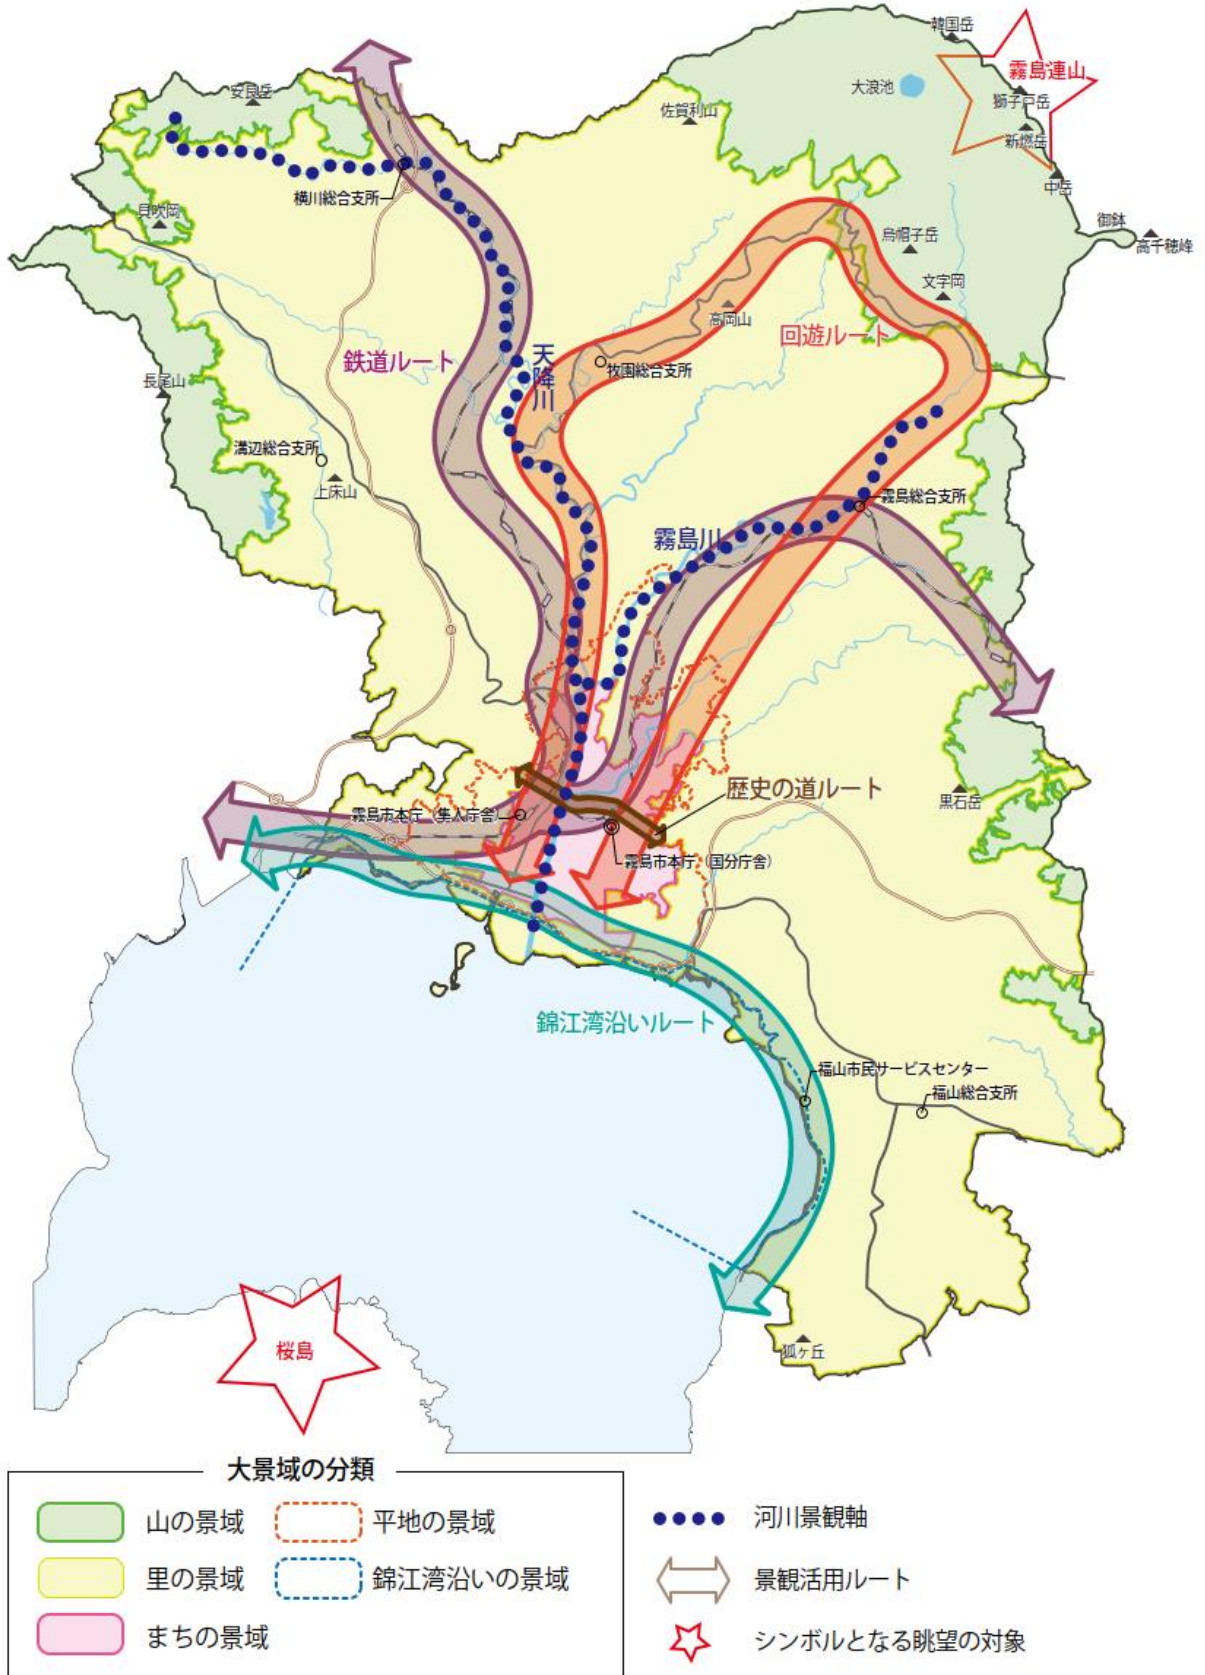 韓国岳
霧島連山
大浪池
獅子戸岳
安良岳
佐賀利山
新燃岳
中岳
横川総合支所
貝吹岡
御鉢
高千穂峰
烏帽子岳
文字岡
高岡山
回遊ルート
鉄道ルート
天降川
牧園総合支所
長尾山
溝辺総合支所
上床山
霧島総合支所
霧島川
歴史の道ルート
黒石岳
霧島市本庁（隼人庁舎）
霧島市本庁（国分庁舎）
錦江湾沿いルート
福山市民サービスセンター
福山総合支所
桜島
狐ヶ丘
大景域の分類
山の景域
平地の景域
里の景域
錦江湾沿いの景域
まちの景域
河川景観軸
景観活用ルート
シンボルとなる眺望の対象